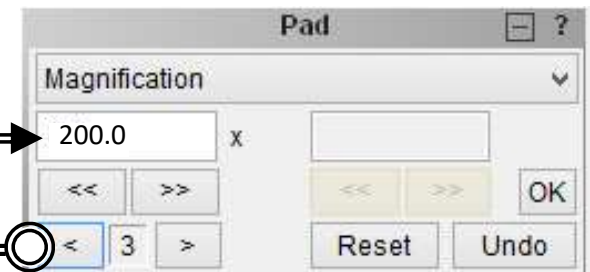 Pad - ?
Magnification
200.0 x
<< >> << >> OK
< 3 > Reset Undo